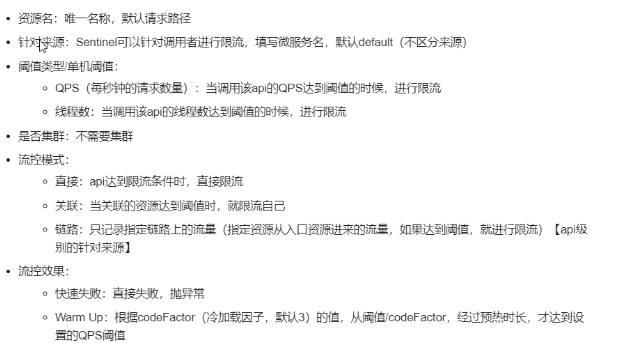 资源名：唯一名称，默认请求路径
针对来源：Sentinel可以针对调用者进行限流，填写微服务名，默认default（不区分来源）
阈值类型/单机阈值：
QPS（每秒钟的请求数量）：当调用该api的QPS达到阈值的时候，进行限流
线程数：当调用该api的线程数达到阈值的时候，进行限流
是否集群：不需要集群
流控模式：
直接：api达到限流条件时，直接限流
关联：当关联的资源达到阈值时，就限流自己
链路：只记录指定链路上的流量（指定资源从入口资源进来的流量，如果达到阈值，就进行限流）【api级
别的针对来源】
流控效果：
快速失败：直接失败，抛异常
Warm Up：根据codeFactor（冷加载因子，默认3）的值，从阈值/codeFactor，经过预热时长，才达到设
置的QPS阈值